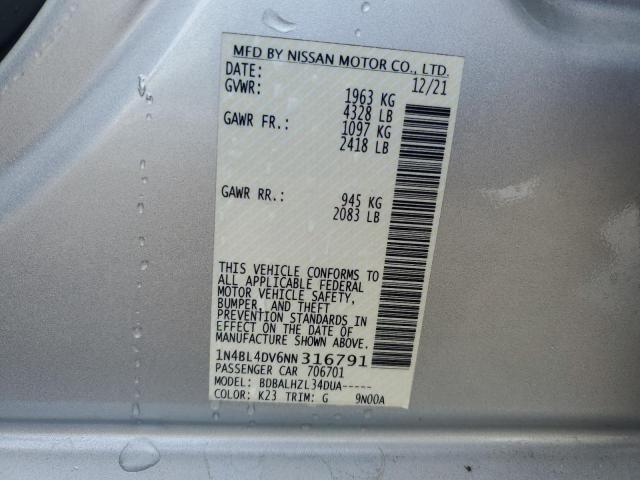 MFD BY NISSAN MOTOR CO., LTD.
DATE: 12/21
GVWR: 1963 KG
4328 LB
GAWR FR.: 1097 KG
2418 LB
GAWR RR.: 945 KG
2083 LB
THIS VEHICLE CONFORMS TO
ALL APPLICABLE FEDERAL
MOTOR VEHICLE SAFETY,
BUMPER, AND THEFT
PREVENTION STANDARDS IN
EFFECT ON THE DATE OF
MANUFACTURE SHOWN ABOVE.
1N4BL4DV6NN316791
PASSENGER CAR 706701
MODEL: BDBALHZL34DUA-----
COLOR: K23 TRIM: G 9N00A